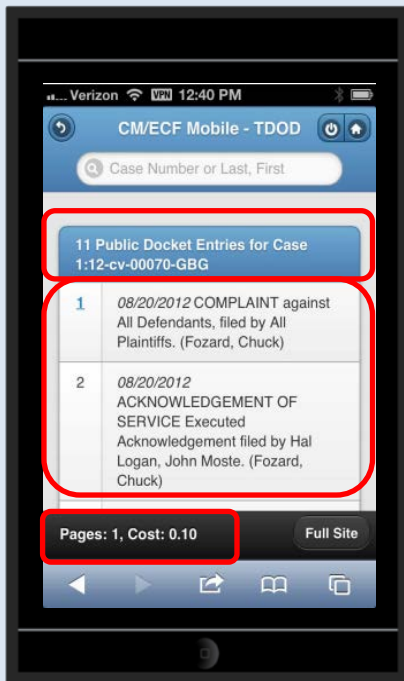 Verizon VPN 12:40 PM
CM/ECF Mobile - TDOD
Case Number or Last, First
11 Public Docket Entries for Case
1:12-cv-00070-GBG
1 08/20/2012 COMPLAINT against
All Defendants, filed by All
Plaintiffs. (Fozard, Chuck)
2 08/20/2012
ACKNOWLEDGEMENT OF
SERVICE Executed
Acknowledgement filed by Hal
Logan, John Moste. (Fozard,
Chuck)
Pages: 1, Cost: 0.10 Full Site